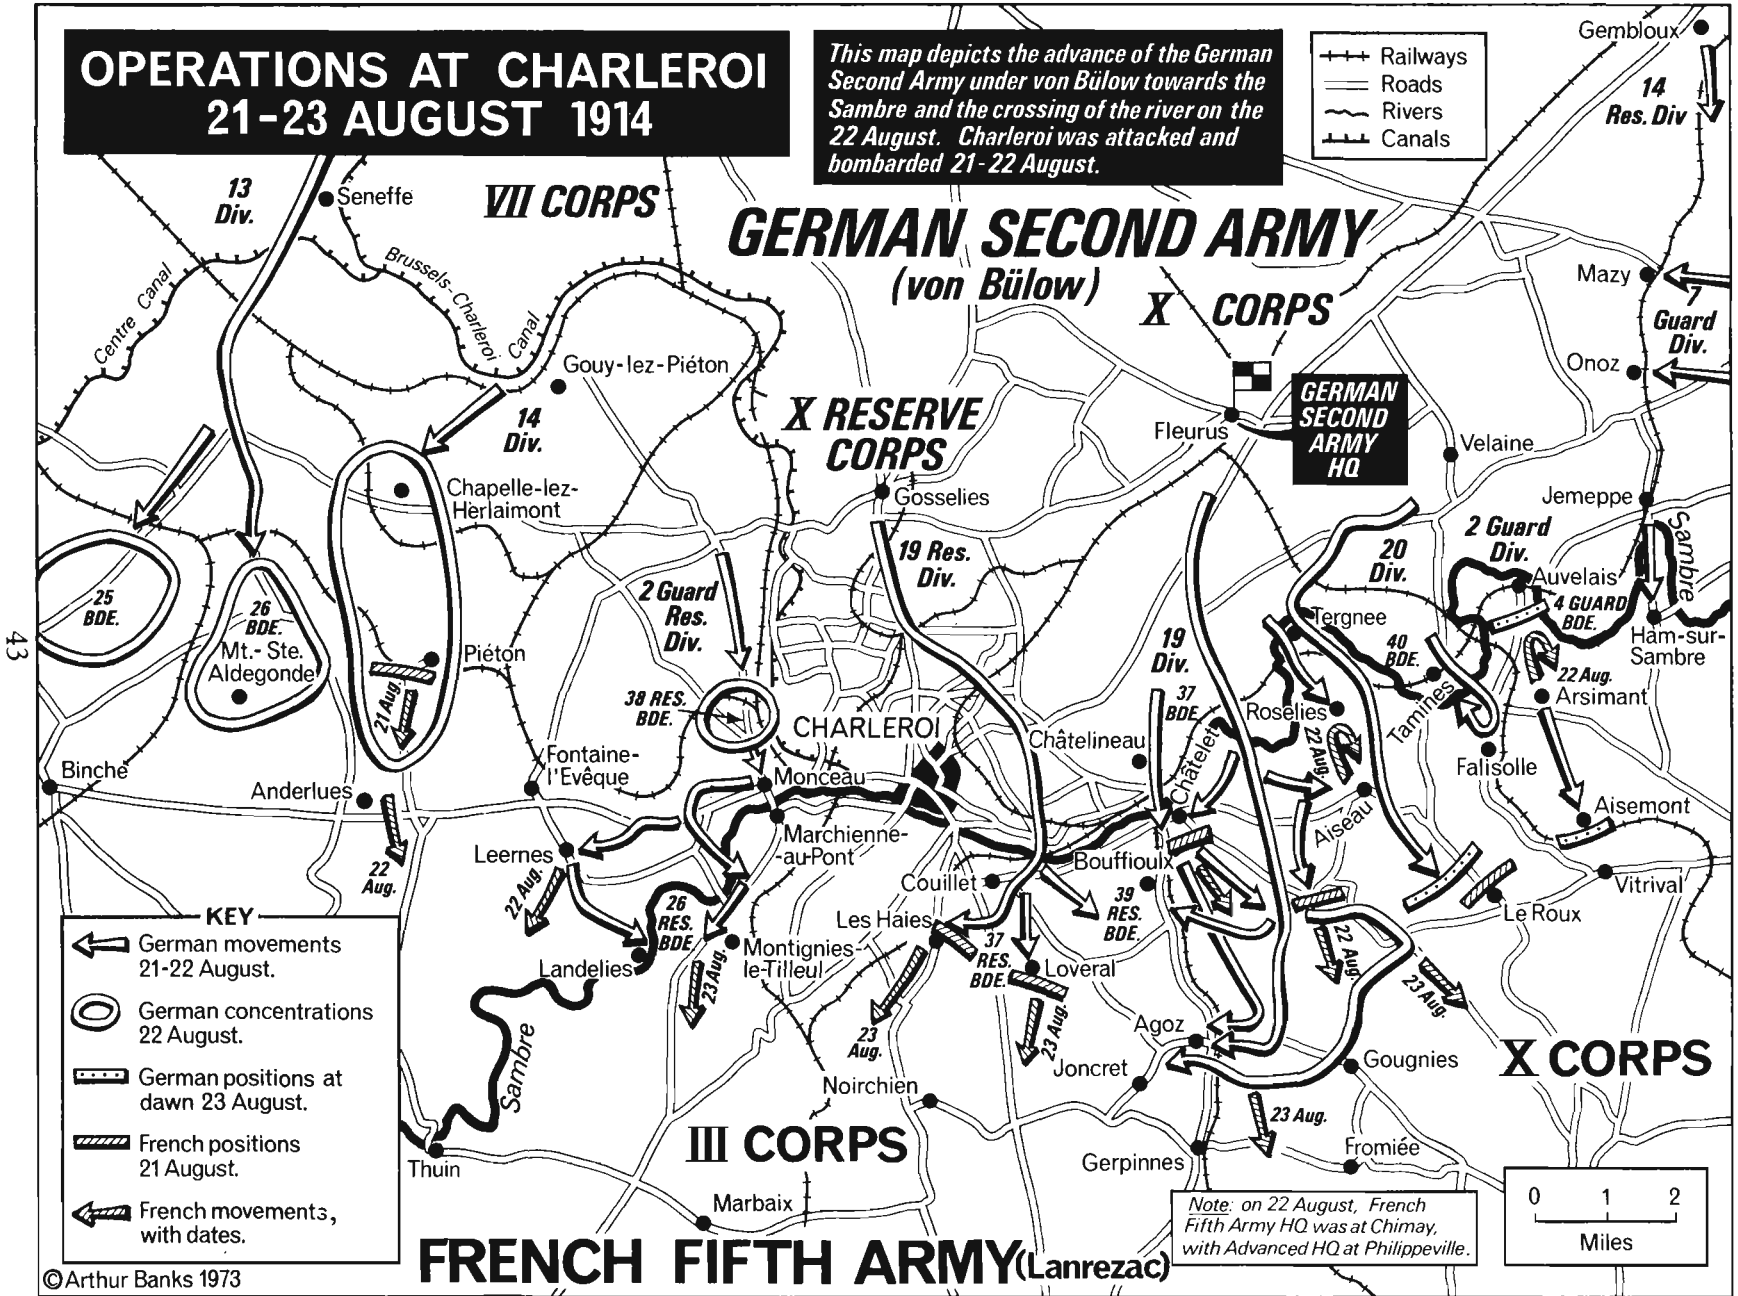 OPERATIONS AT CHARLEROI
21-23 AUGUST 1914
This map depicts the advance of the German
Second Army under von Bülow towards the
Sambre and the crossing of the river on the
22 August. Charleroi was attacked and
bombarded 21-22 August.
Railways
Roads
Rivers
Canals
Gembloux
14
Res. Div
13
Div.
Seneffe
VII CORPS
GERMAN SECOND ARMY
(von Bülow)
X CORPS
Centre Canal
Brussels-Charleroi
Canal
Mazy
7
Guard
Div.
Onoz
Gouy-lez-Piéton
14
Div.
X RESERVE
CORPS
Fleurus
GERMAN
SECOND
ARMY
HQ
Velaine
Chapelle-lez-
Herlaimont
Gosselies
Jemeppe
Sambre
19 Res.
Div.
20
Div.
2 Guard
Div.
Auvelais
4 GUARD
BDE.
Ham-sur-
Sambre
25
BDE.
26
BDE.
Mt.-Ste.
Aldegonde
2 Guard
Res.
Div.
Piéton
21 Aug.
38 RES.
BDE.
19
Div.
37
BDE.
Tergnee
40
BDE.
22 Aug.
Arsimant
Tamines
Roselies
22 Aug.
CHARLEROI
Châtelineau
Châtelet
Falisolle
Binche
Fontaine-
l'Evêque
Anderlues
Monceau
Aiseau
Aisemont
Marchienne-
-au-Pont
Leernes
22
Aug.
22 Aug.
Bouffioulx
Couillet
39
RES.
BDE.
Vitrival
Le Roux
26
RES.
BDE.
Les Haies
37
RES.
BDE.
Montignies-
le-Tilleul
Landelies
Loveral
22 Aug.
23 Aug.
23 Aug.
23
Aug.
23 Aug.
Agoz
Joncret
Gougnies
X CORPS
Sambre
Noirchien
23 Aug.
III CORPS
Thuin
Gerpinnes
Fromiée
Marbaix
KEY
German movements
21-22 August.
German concentrations
22 August.
German positions at
dawn 23 August.
French positions
21 August.
French movements,
with dates.
Note: on 22 August, French
Fifth Army HQ was at Chimay,
with Advanced HQ at Philippeville.
0 1 2
Miles
FRENCH FIFTH ARMY (Lanrezac)
© Arthur Banks 1973
43